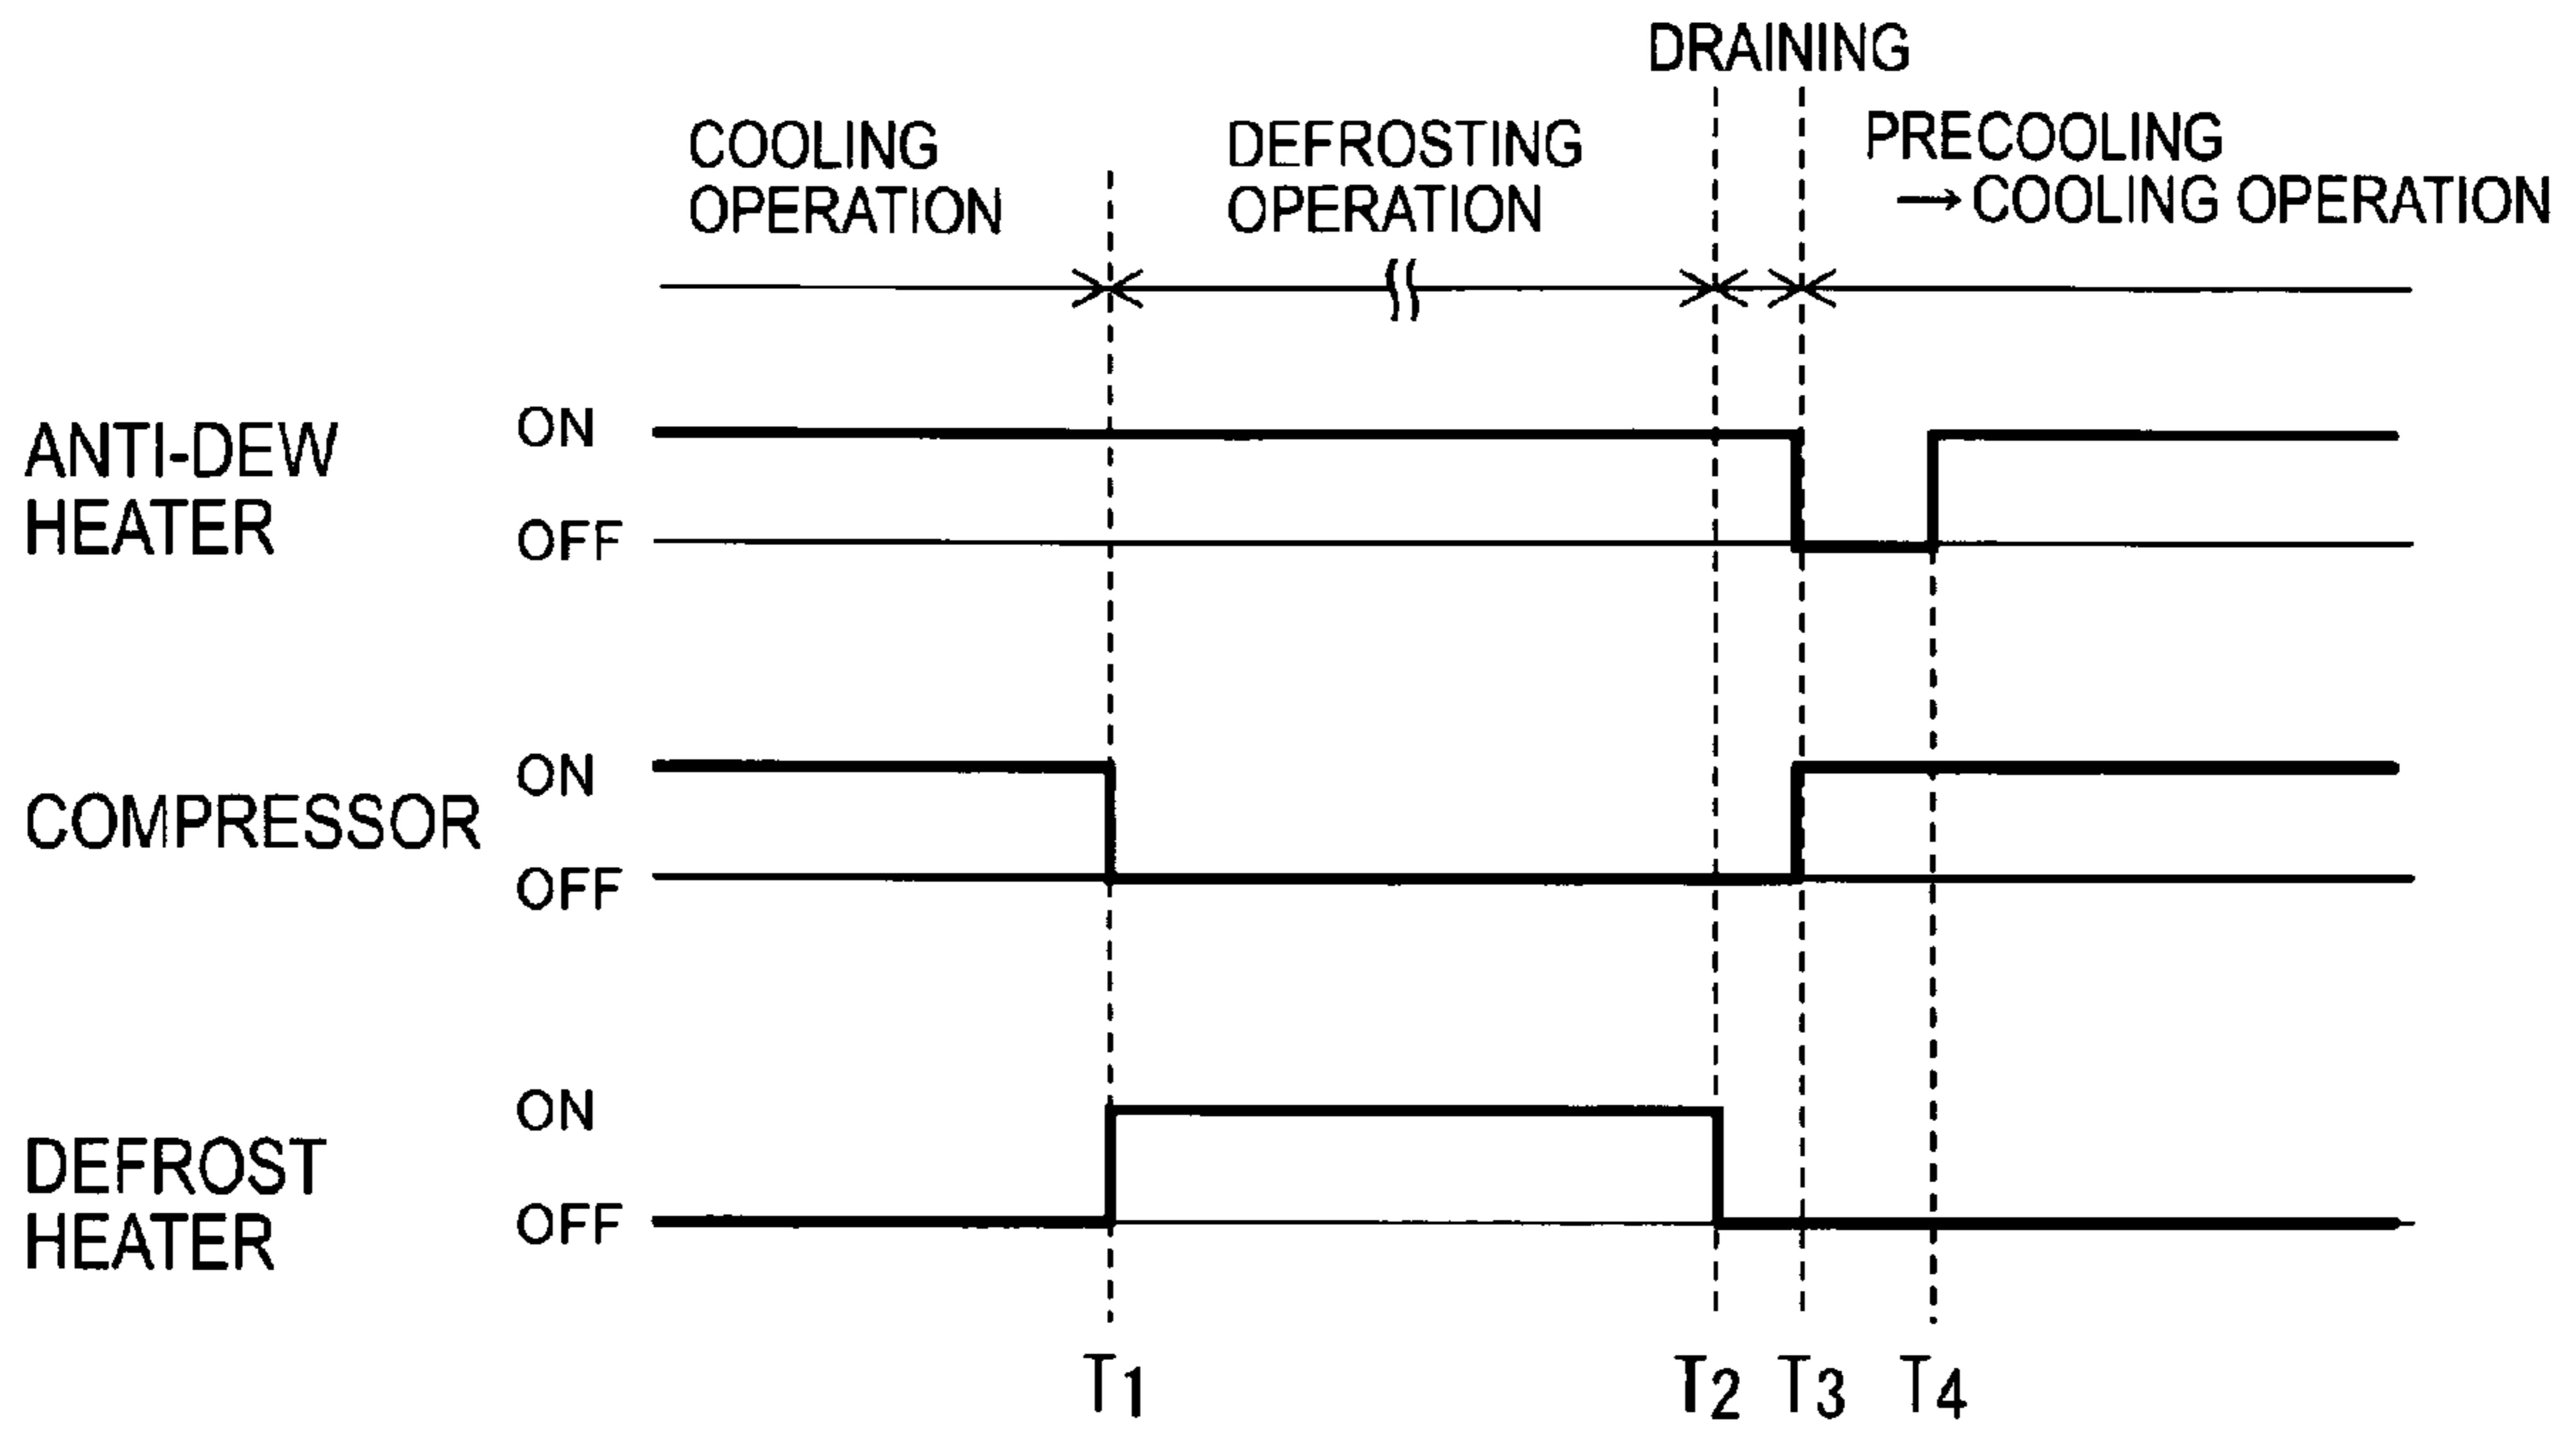 DRAINING
COOLING
OPERATION
DEFROSTING
OPERATION
PRECOOLING
→ COOLING OPERATION
ANTI-DEW
HEATER
ON
OFF
COMPRESSOR
ON
OFF
DEFROST
HEATER
ON
OFF
T1
T2
T3
T4